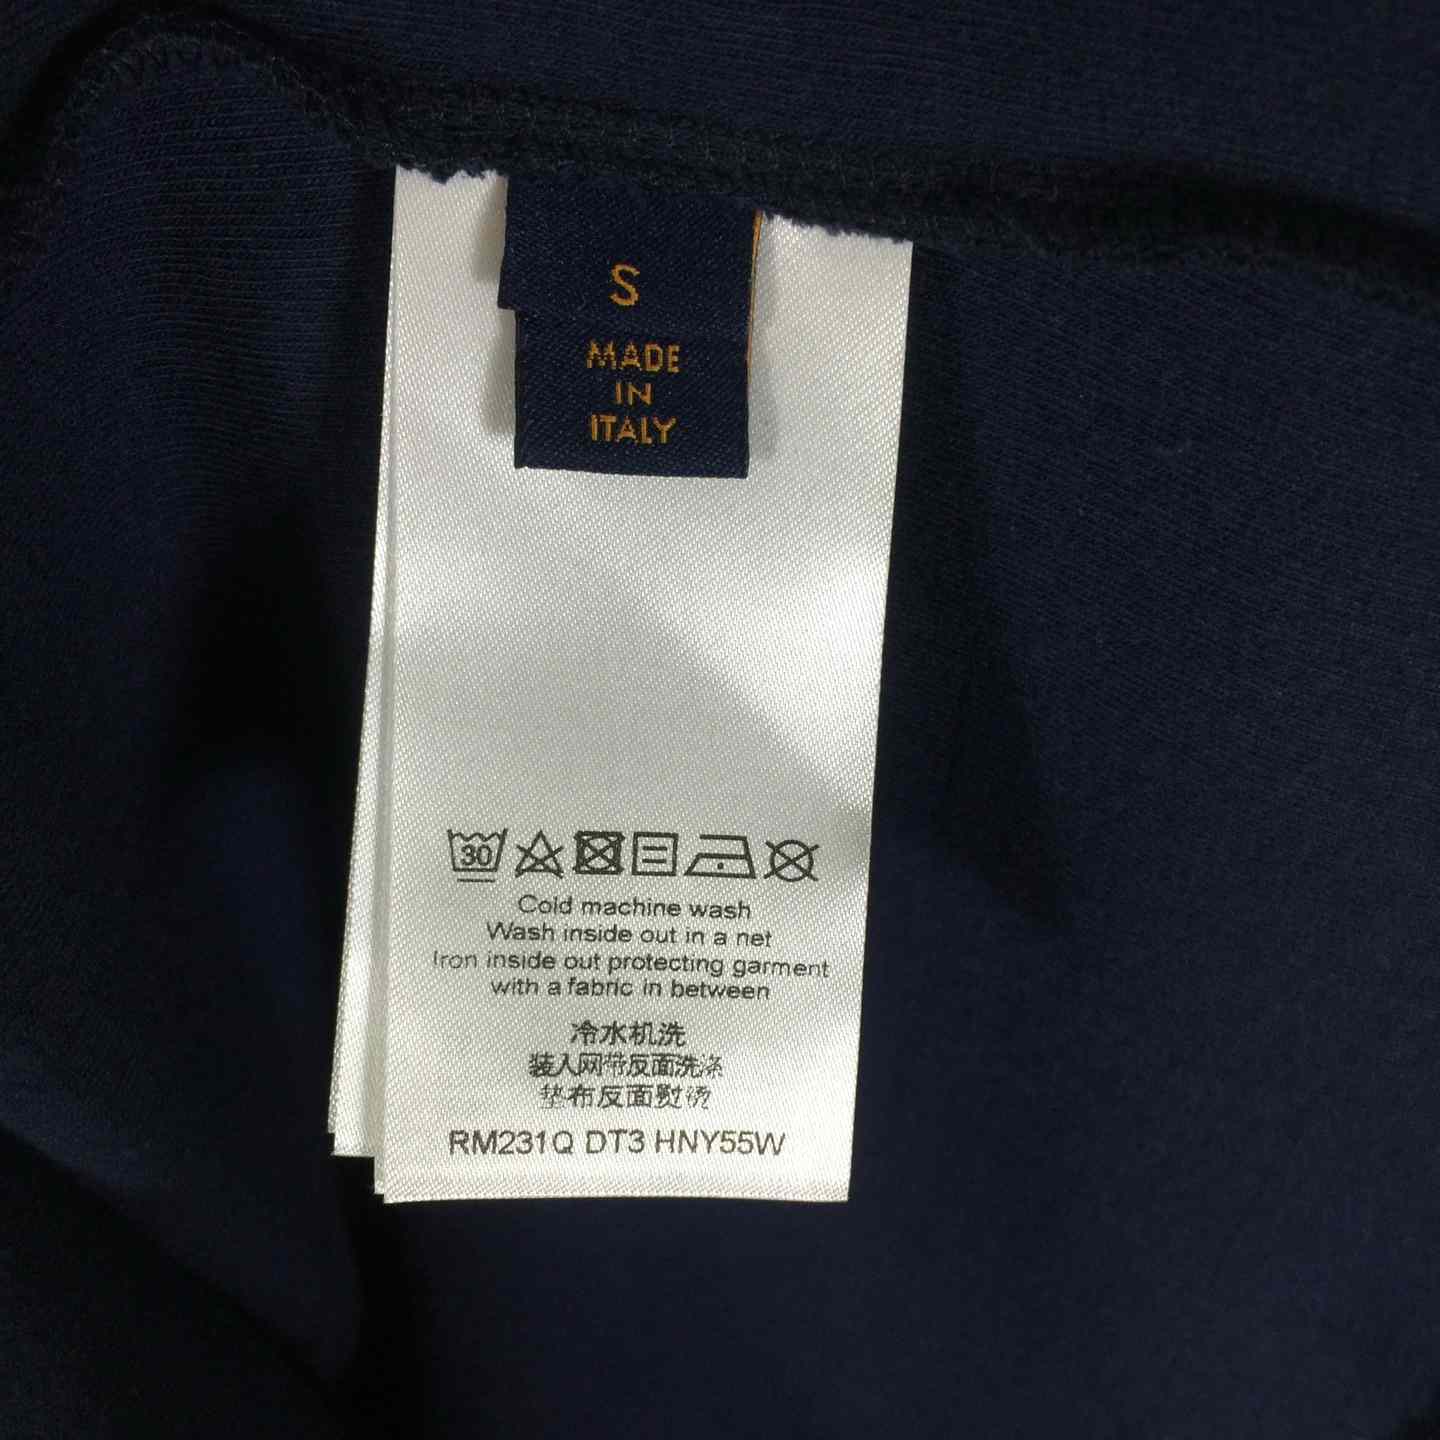 S
MADE
IN
ITALY
30
Cold machine wash
Wash inside out in a net
Iron inside out protecting garment
with a fabric in between
冷水机洗
装入网带反面洗涤
垫布反面熨烫
RM231Q DT3 HNY55W